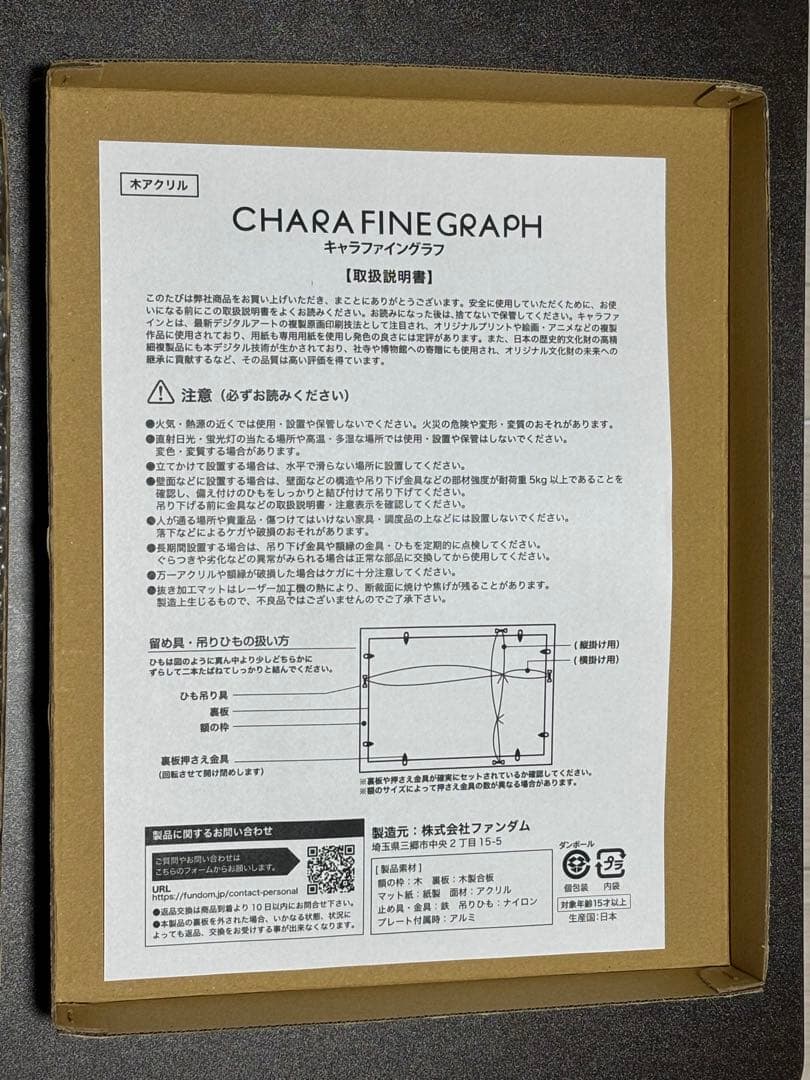 木アクリル
CHARA FINE GRAPH
キャラファイングラフ
【取扱説明書】
このたびは弊社商品をお買い上げいただき、まことにありがとうございます。安全に使用していただくために、お使
いになる前にこの取扱説明書をよくお読みください。お読みになった後は、捨てないで保管してください。キャラファ
インとは、最新デジタルアートの複製原画印刷技法として注目され、オリジナルプリントや絵画・アニメなどの複製
作品に使用されており、用紙も専用用紙を使用し発色の良さには定評があります。また、日本の歴史的文化財の高精
細複製品にも本デジタル技術が生かされており、社寺や博物館への寄贈にも使用され、オリジナル文化財の未来への
継承に貢献するなど、その品質は高い評価を得ています。
注意（必ずお読みください）
●火気・熱源の近くでは使用・設置や保管しないでください。火災の危険や変形・変質のおそれがあります。
●直射日光・蛍光灯の当たる場所や高温・多湿な場所では使用・設置や保管はしないでください。
変色・変質する場合があります。
●立てかけて設置する場合は、水平で滑らない場所に設置してください。
●壁面などに設置する場合は、壁面などの構造や吊り下げ金具などの部材強度が耐荷重5kg以上であることを
確認し、備え付けのひもをしっかりと結び付けて吊り下げてください。
吊り下げる前に金具などの取扱説明書・注意表示を確認してください。
●人が通る場所や貴重品・傷つけてはいけない家具・調度品の上などには設置しないでください。
落下などによるケガや破損のおそれがあります。
●長期間設置する場合は、吊り下げ金具や額縁の金具・ひもを定期的に点検してください。
ぐらつきや劣化などの異常がみられる場合は正常な部品に交換してから使用してください。
●万一アクリルや額縁が破損した場合はケガに十分注意してください。
●抜き加工マットはレーザー加工機の熱により、断裁面に焼けや焦げが残ることがあります。
製造上生じるもので、不良品ではございませんのでご了承下さい。
留め具・吊りひもの扱い方
ひもは図のように真ん中より少しどちらかに
ずらして二本たばねてしっかりと結んでください。
（縦掛け用）
（横掛け用）
ひも吊り具
裏板
額の枠
裏板押さえ金具
（回転させて開け閉めします）
※裏板や押さえ金具が確実にセットされているか確認してください。
※額のサイズによって押さえ金具の数が異なる場合があります。
製品に関するお問い合わせ
ご質問やお問い合わせは
こちらのフォームからお願いします。
URL
https://fundom.jp/contact-personal
●返品交換は商品到着より10日以内にお問合せ下さい。
●本製品の裏板を外された場合、いかなる状態、状況に
よっても返品、交換をお受けする事が出来なくなります。
製造元：株式会社ファンダム
埼玉県三郷市中央2丁目15-5
［製品素材］
額の枠：木 裏板：木製合板
マット紙：紙製 面材：アクリル
止め具・金具：鉄 吊りひも：ナイロン
プレート付属時：アルミ
ダンボール
プラ
個包装 内袋
対象年齢15才以上
生産国：日本